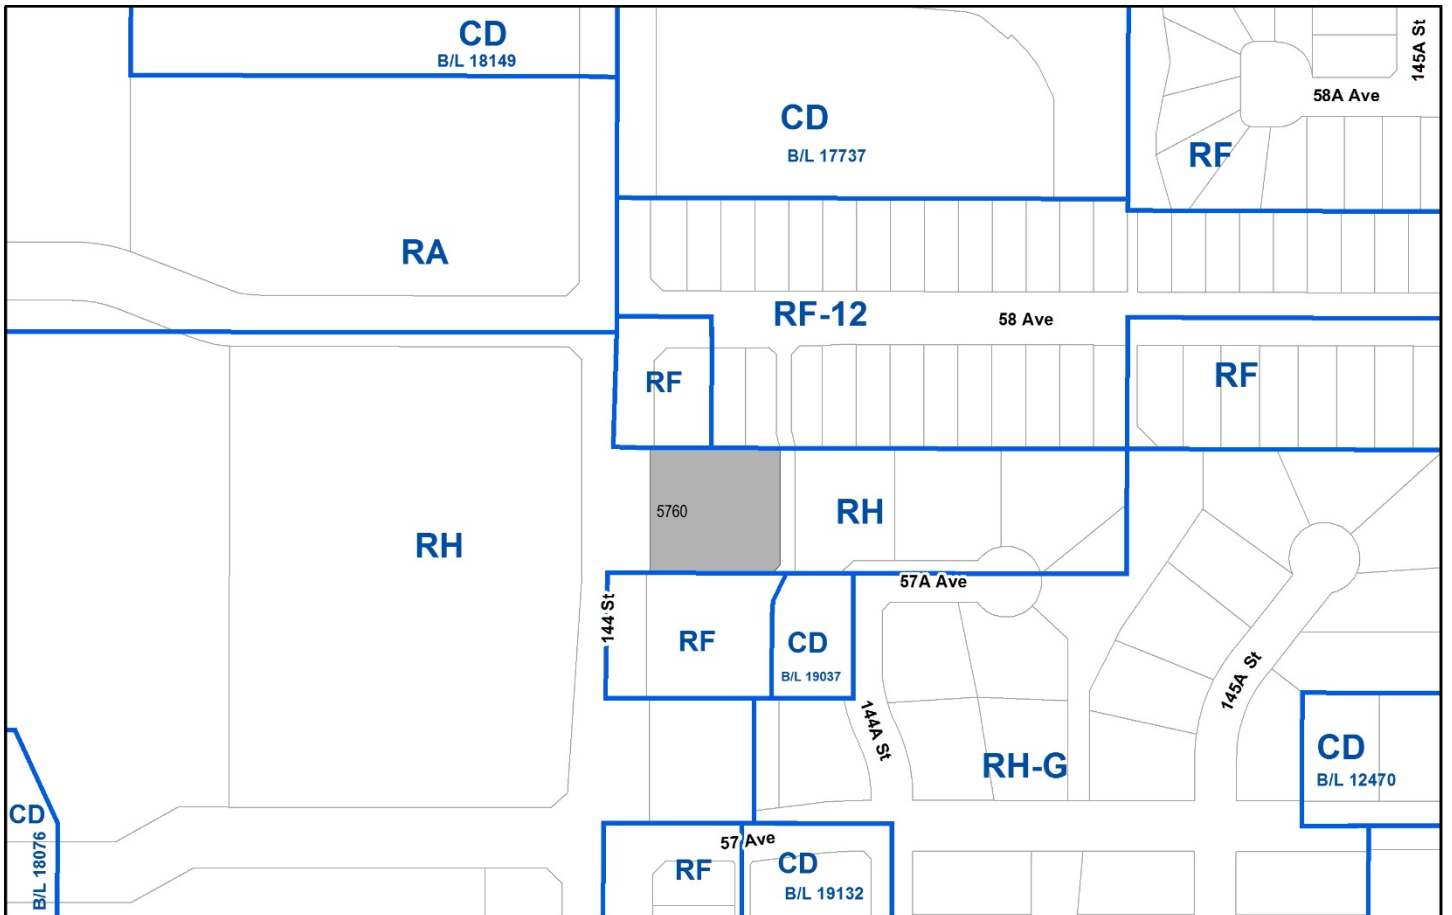 CD
B/L 18149
145A St
58A Ave
CD
B/L 17737
RF
RA
RF-12
58 Ave
RF
RF
5760
RH
RH
57A Ave
144 St
RF
CD
B/L 19037
145A St
144A St
RH-G
CD
B/L 12470
CD
B/L 18076
57 Ave
RF
CD
B/L 19132